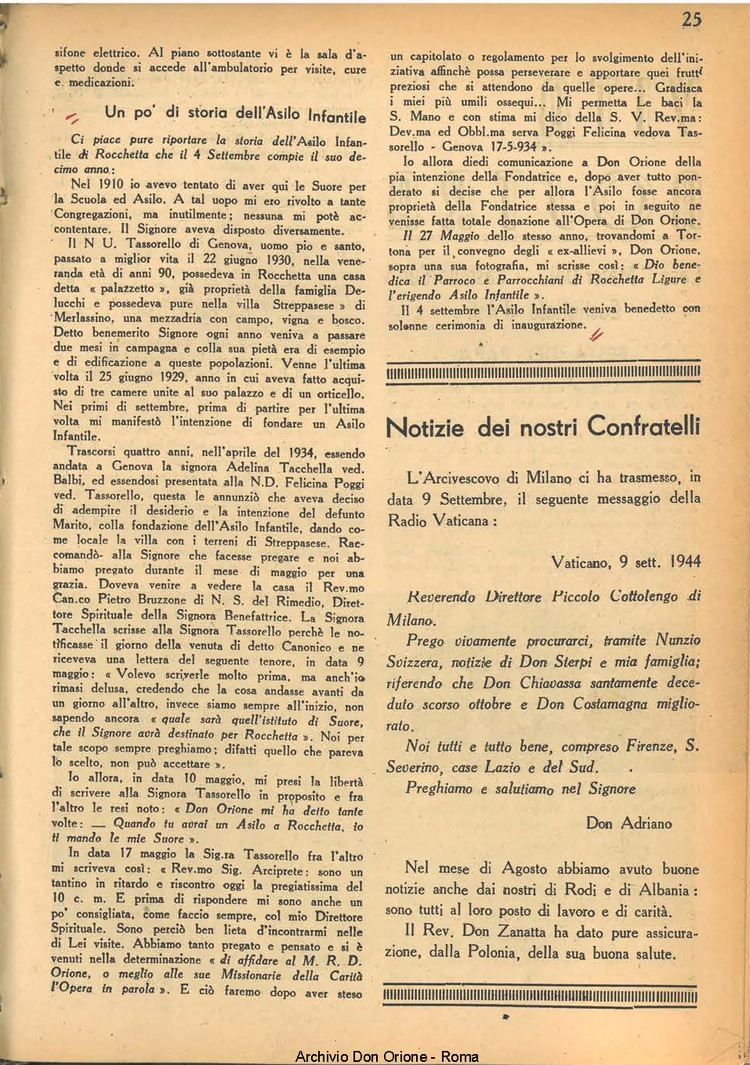 25
sifone elettrico. Al piano sottostante vi è la sala d'a-
spetto donde si accede all'ambulatorio per visite, cure
e medicazioni.
Un po' di storia dell'Asilo Infantile
Ci piace pure riportare la storia dell'Asilo Infan-
tile di Rocchetta che il 4 Settembre compie il suo de-
cimo anno:
Nel 1910 io avevo tentato di aver qui le Suore per
la Scuola ed Asilo. A tal uopo mi ero rivolto a tante
Congregazioni, ma inutilmente; nessuna mi potè ac-
contentare. Il Signore aveva disposto diversamente.
Il N U. Tassorello di Genova, uomo pio e santo,
passato a miglior vita il 22 giugno 1930, nella vene-
randa età di anni 90, possedeva in Rocchetta una casa
detta « palazzetto », già proprietà della famiglia De-
lucchi e possedeva pure nella villa Streppasese » di
Merlassino, una mezzadria con campo, vigna e bosco.
Detto benemerito Signore ogni anno veniva a passare
due mesi in campagna e colla sua pietà era di esempio
e di edificazione a queste popolazioni. Venne l'ultima
volta il 25 giugno 1929, anno in cui aveva fatto acqui-
sto di tre camere unite al suo palazzo e di un orticello.
Nei primi di settembre, prima di partire per l'ultima
volta mi manifestò l'intenzione di fondare un Asilo
Infantile.
Trascorsi quattro anni, nell'aprile del 1934, essendo
andata a Genova la signora Adelina Tacchella ved.
Balbi, ed essendosi presentata alla N.D. Felicina Poggi
ved. Tassorello, questa le annunziò che aveva deciso
di adempire il desiderio e la intenzione del defunto
Marito, colla fondazione dell'Asilo Infantile, dando co-
me locale la villa con i terreni di Streppasese. Rac-
comandò alla Signore che facesse pregare e noi ab-
biamo pregato durante il mese di maggio per una
grazia. Doveva venire a vedere la casa il Rev.mo
Can.co Pietro Bruzzone di N. S. del Rimedio, Diret-
tore Spirituale della Signora Benefattrice. La Signora
Tacchella scrisse alla Signora Tassorello perchè le no-
tificasse il giorno della venuta di detto Canonico e ne
riceveva una lettera del seguente tenore, in data 9
maggio: « Volevo scriverle molto prima, ma anch'io
rimasi delusa, credendo che la cosa andasse avanti da
un giorno all'altro, invece siamo sempre all'inizio, non
sapendo ancora « quale sarà quell'istituto di Suore,
che il Signore avrà destinato per Rocchetta ». Noi per
tale scopo sempre preghiamo; difatti quello che pareva
lo scelto, non può accettare ».
Io allora, in data 10 maggio, mi presi la libertà
di scrivere alla Signora Tassorello in proposito e fra
l'altro le resi noto: « Don Orione mi ha detto tante
volte: — Quando tu avrai un Asilo a Rocchetta, io
ti mando le mie Suore ».
In data 17 maggio la Sig.ra Tassorello fra l'altro
mi scriveva così: « Rev.mo Sig. Arciprete: sono un
tantino in ritardo e riscontro oggi la pregiatissima del
10 c. m. E prima di rispondere mi sono anche un
po' consigliata, come faccio sempre, col mio Direttore
Spirituale. Sono perciò ben lieta d'incontrarmi nelle
di Lei visite. Abbiamo tanto pregato e pensato e si è
venuti nella determinazione « di affidare al M. R. D.
Orione, o meglio alle sue Missionarie della Carità
l'Opera in parola ». E ciò faremo dopo aver steso
un capitolato o regolamento per lo svolgimento dell'ini-
ziativa affinchè possa perseverare e apportare quei frutti
preziosi che si attendono da quelle opere... Gradisca
i miei più umili ossequi... Mi permetta Le baci la
S. Mano e con stima mi dico della S. V. Rev.ma:
Dev.ma ed Obbl.ma serva Poggi Felicina vedova Tas-
sorello - Genova 17-5-934 ».
Io allora diedi comunicazione a Don Orione della
pia intenzione della Fondatrice e, dopo aver tutto pon-
derato si decise che per allora l'Asilo fosse ancora
proprietà della Fondatrice stessa e poi in seguito ne
venisse fatta totale donazione all'Opera di Don Orione.
Il 27 Maggio dello stesso anno, trovandomi a Tor-
tona per il convegno degli « ex-allievi », Don Orione,
sopra una sua fotografia, mi scrisse così: « Dio bene-
dica il Parroco e Parrocchiani di Rocchetta Ligure e
l'erigendo Asilo Infantile ».
Il 4 settembre l'Asilo Infantile veniva benedetto con
solenne cerimonia di inaugurazione.
Notizie dei nostri Confratelli
L'Arcivescovo di Milano ci ha trasmesso, in
data 9 Settembre, il seguente messaggio della
Radio Vaticana:
Vaticano, 9 sett. 1944
Reverendo Direttore Piccolo Cottolengo di
Milano.
Prego vivamente procurarci, tramite Nunzio
Svizzera, notizie di Don Sterpi e mia famiglia;
riferendo che Don Chiavassa santamente dece-
duto scorso ottobre e Don Costamagna miglio-
rato.
Noi tutti e tutto bene, compreso Firenze, S.
Severino, case Lazio e del Sud.
Preghiamo e salutiamo nel Signore
Don Adriano
Nel mese di Agosto abbiamo avuto buone
notizie anche dai nostri di Rodi e di Albania:
sono tutti al loro posto di lavoro e di carità.
Il Rev. Don Zanatta ha dato pure assicura-
zione, dalla Polonia, della sua buona salute.
Archivio Don Orione - Roma